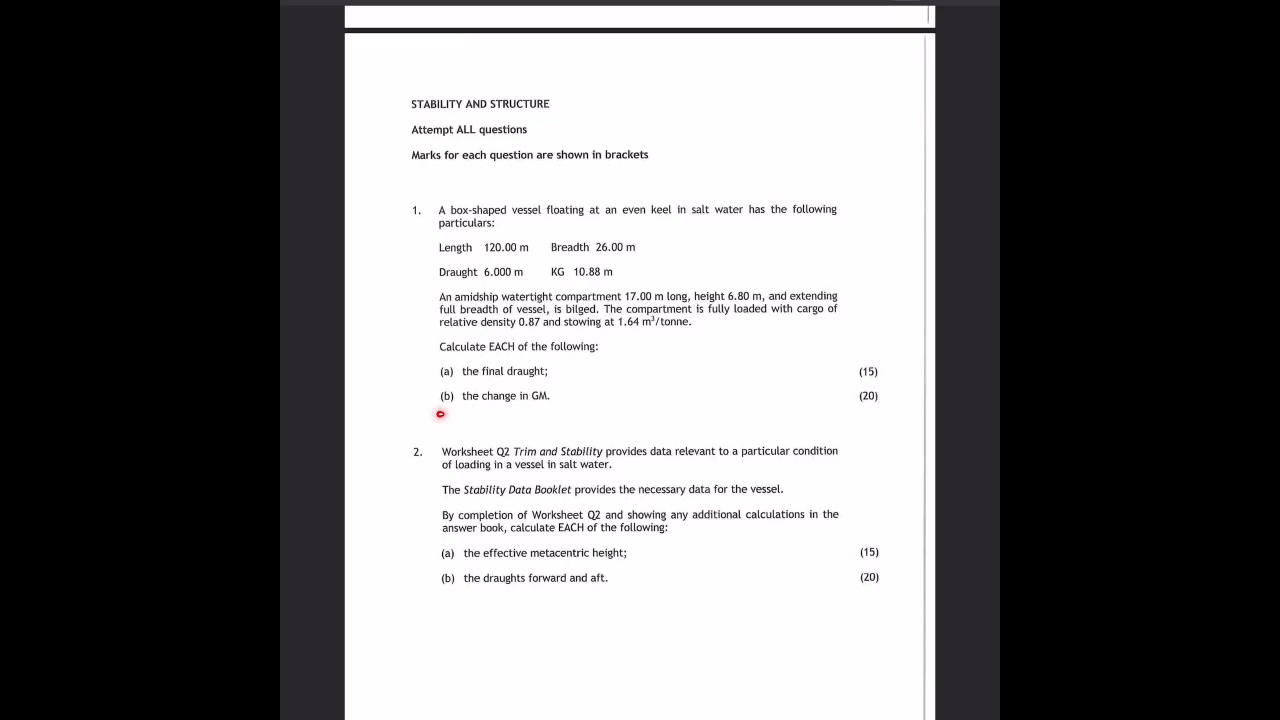 STABILITY AND STRUCTURE
Attempt ALL questions
Marks for each question are shown in brackets
1. A box-shaped vessel floating at an even keel in salt water has the following
particulars:
Length 120.00 m Breadth 26.00 m
Draught 6.000 m KG 10.88 m
An amidship watertight compartment 17.00 m long, height 6.80 m, and extending
full breadth of vessel, is bilged. The compartment is fully loaded with cargo of
relative density 0.87 and stowing at 1.64 m³/tonne.
Calculate EACH of the following:
(a) the final draught; (15)
(b) the change in GM. (20)
2. Worksheet Q2 Trim and Stability provides data relevant to a particular condition
of loading in a vessel in salt water.
The Stability Data Booklet provides the necessary data for the vessel.
By completion of Worksheet Q2 and showing any additional calculations in the
answer book, calculate EACH of the following:
(a) the effective metacentric height; (15)
(b) the draughts forward and aft. (20)